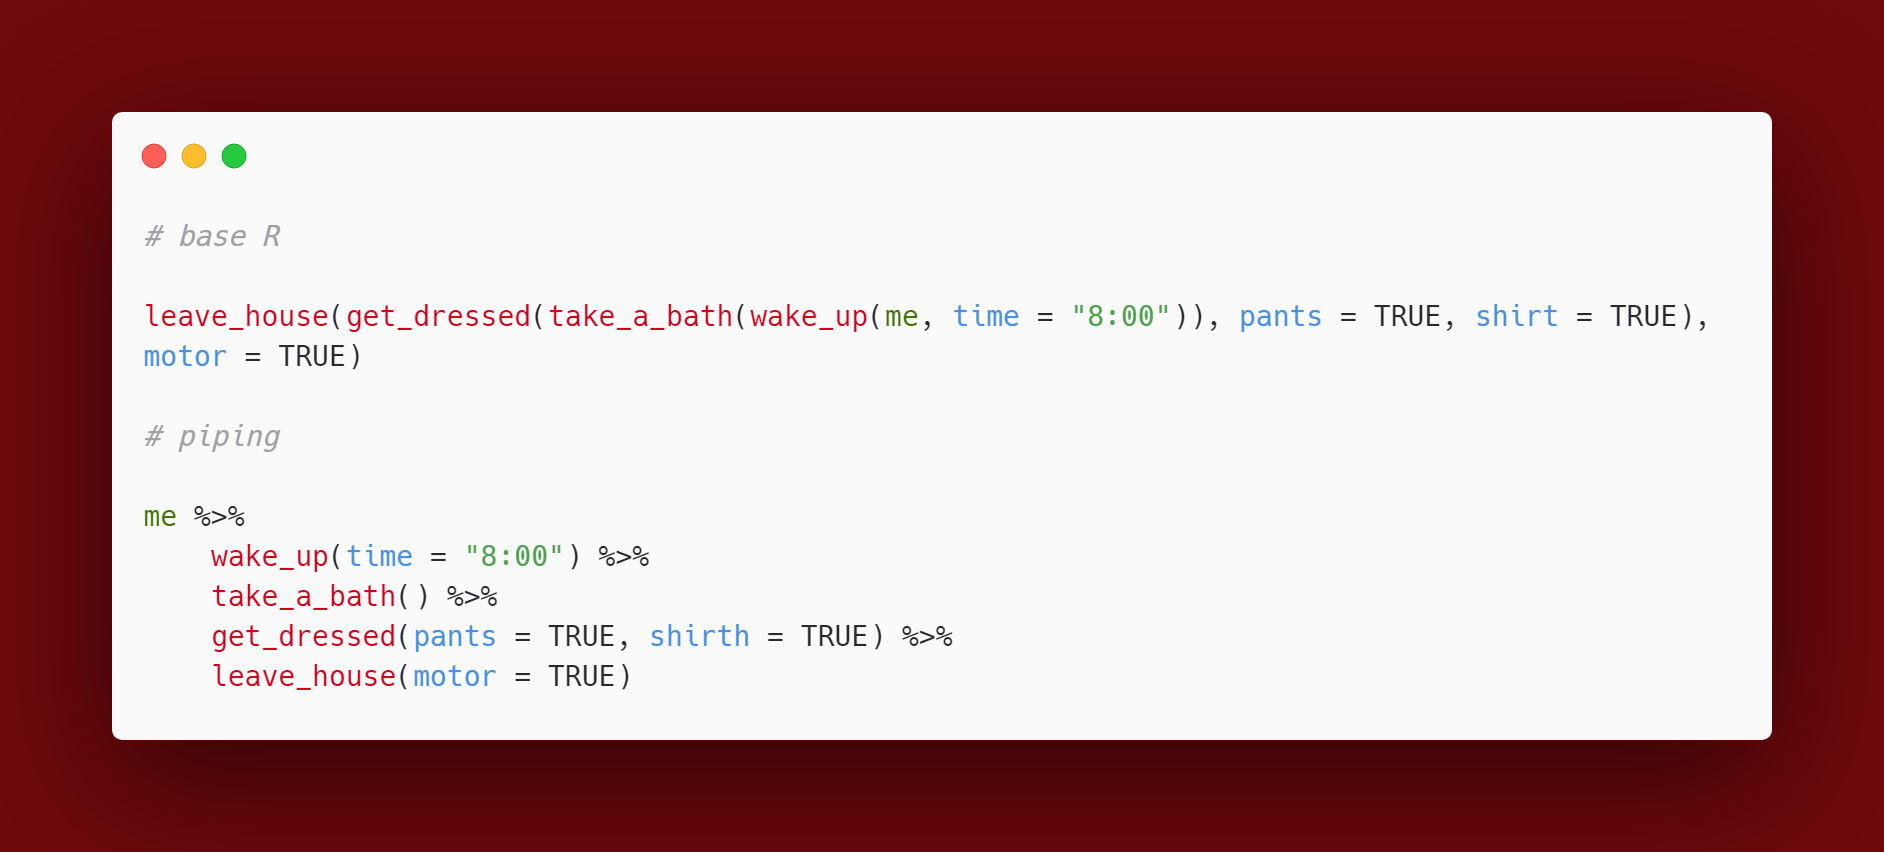 # base R
leave_house(get_dressed(take_a_bath(wake_up(me, time = "8:00")), pants = TRUE, shirt = TRUE),
motor = TRUE)
# piping
me %>%
    wake_up(time = "8:00") %>%
    take_a_bath() %>%
    get_dressed(pants = TRUE, shirth = TRUE) %>%
    leave_house(motor = TRUE)